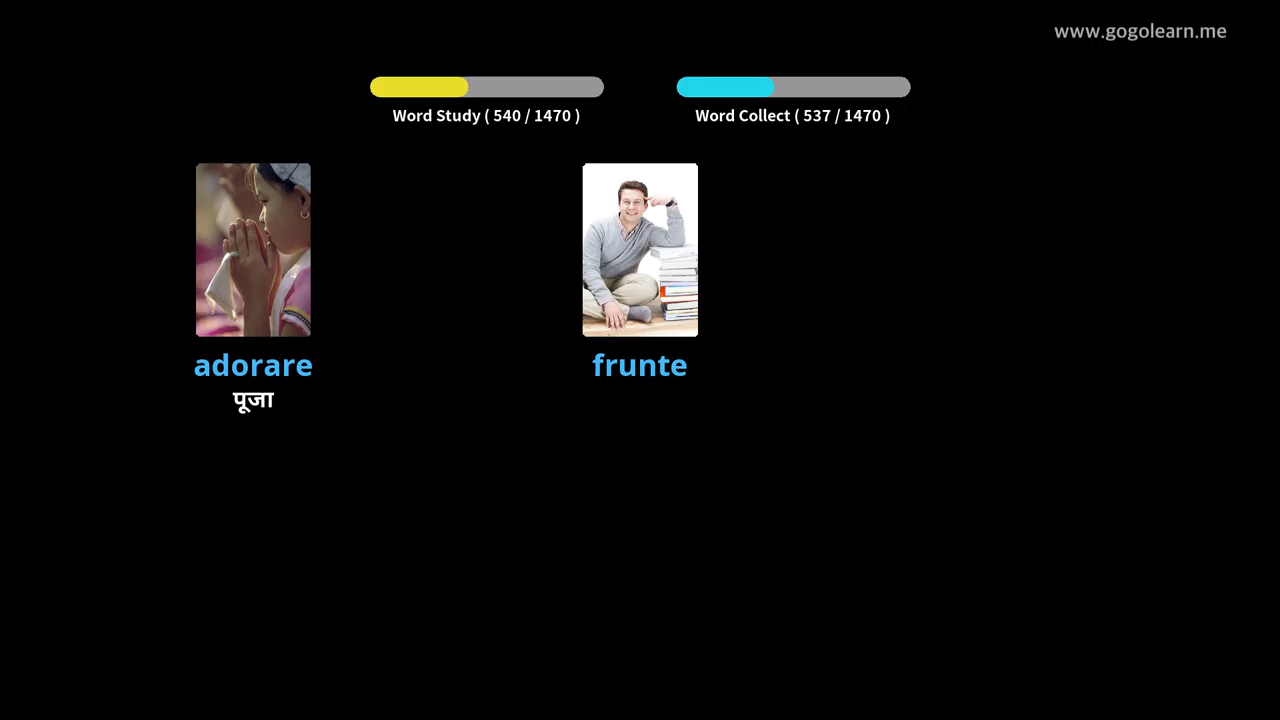 www.gogolearn.me
Word Study ( 540 / 1470 )
Word Collect ( 537 / 1470 )
adorare
पूजा
frunte